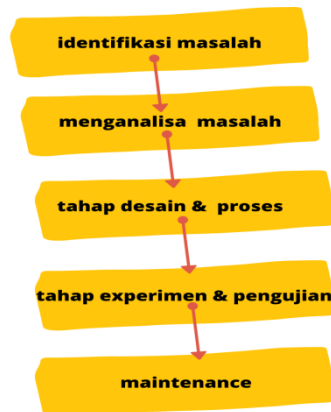 identifikasi masalah
menganalisa masalah
tahap desain & proses
tahap experimen & pengujian
maintenance